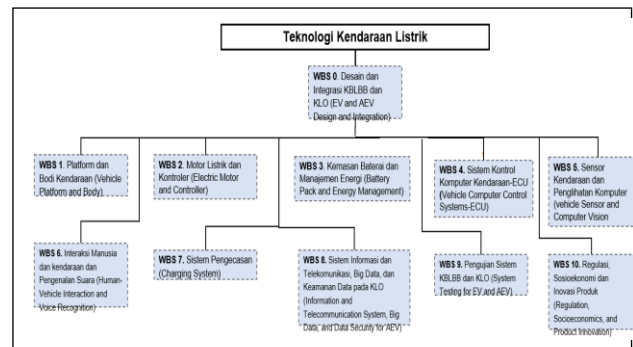 Teknologi Kendaraan Listrik
WBS 0. Desain dan
Integrasi KBLBB dan
KLO (EV and AEV
Design and Integration)
WBS 1. Platform dan
Bodi Kendaraan (Vehicle
Platform and Body)
WBS 2. Motor Listrik dan
Kontroler (Electric Motor
and Controller)
WBS 3. Kemasan Baterai dan
Manajemen Energi (Battery
Pack and Energy Management)
WBS 4. Sistem Kontrol
Komputer Kendaraan-ECU
(Vehicle Computer Control
Systems-ECU)
WBS 5. Sensor
Kendaraan dan
Penglihatan Komputer
(vehicle Sensor and
Computer Vision
WBS 6. Interaksi Manusia
dan kendaraan dan
Pengenalan Suara (Human-
Vehicle Interaction and
Voice Recognition)
WBS 7. Sistem Pengecasan
(Charging System)
WBS 8. Sistem Informasi dan
Telekomunikasi, Big Data, dan
Keamanan Data pada KLO
(Information and
Telecommunication System, Big
Data, and Data Security for AEV)
WBS 9. Pengujian Sistem
KBLBB dan KLO (System
Testing for EV and AEV)
WBS 10. Regulasi,
Sosioekonomi dan
Inovasi Produk
(Regulation,
Socioeconomics, and
Product Innovation)